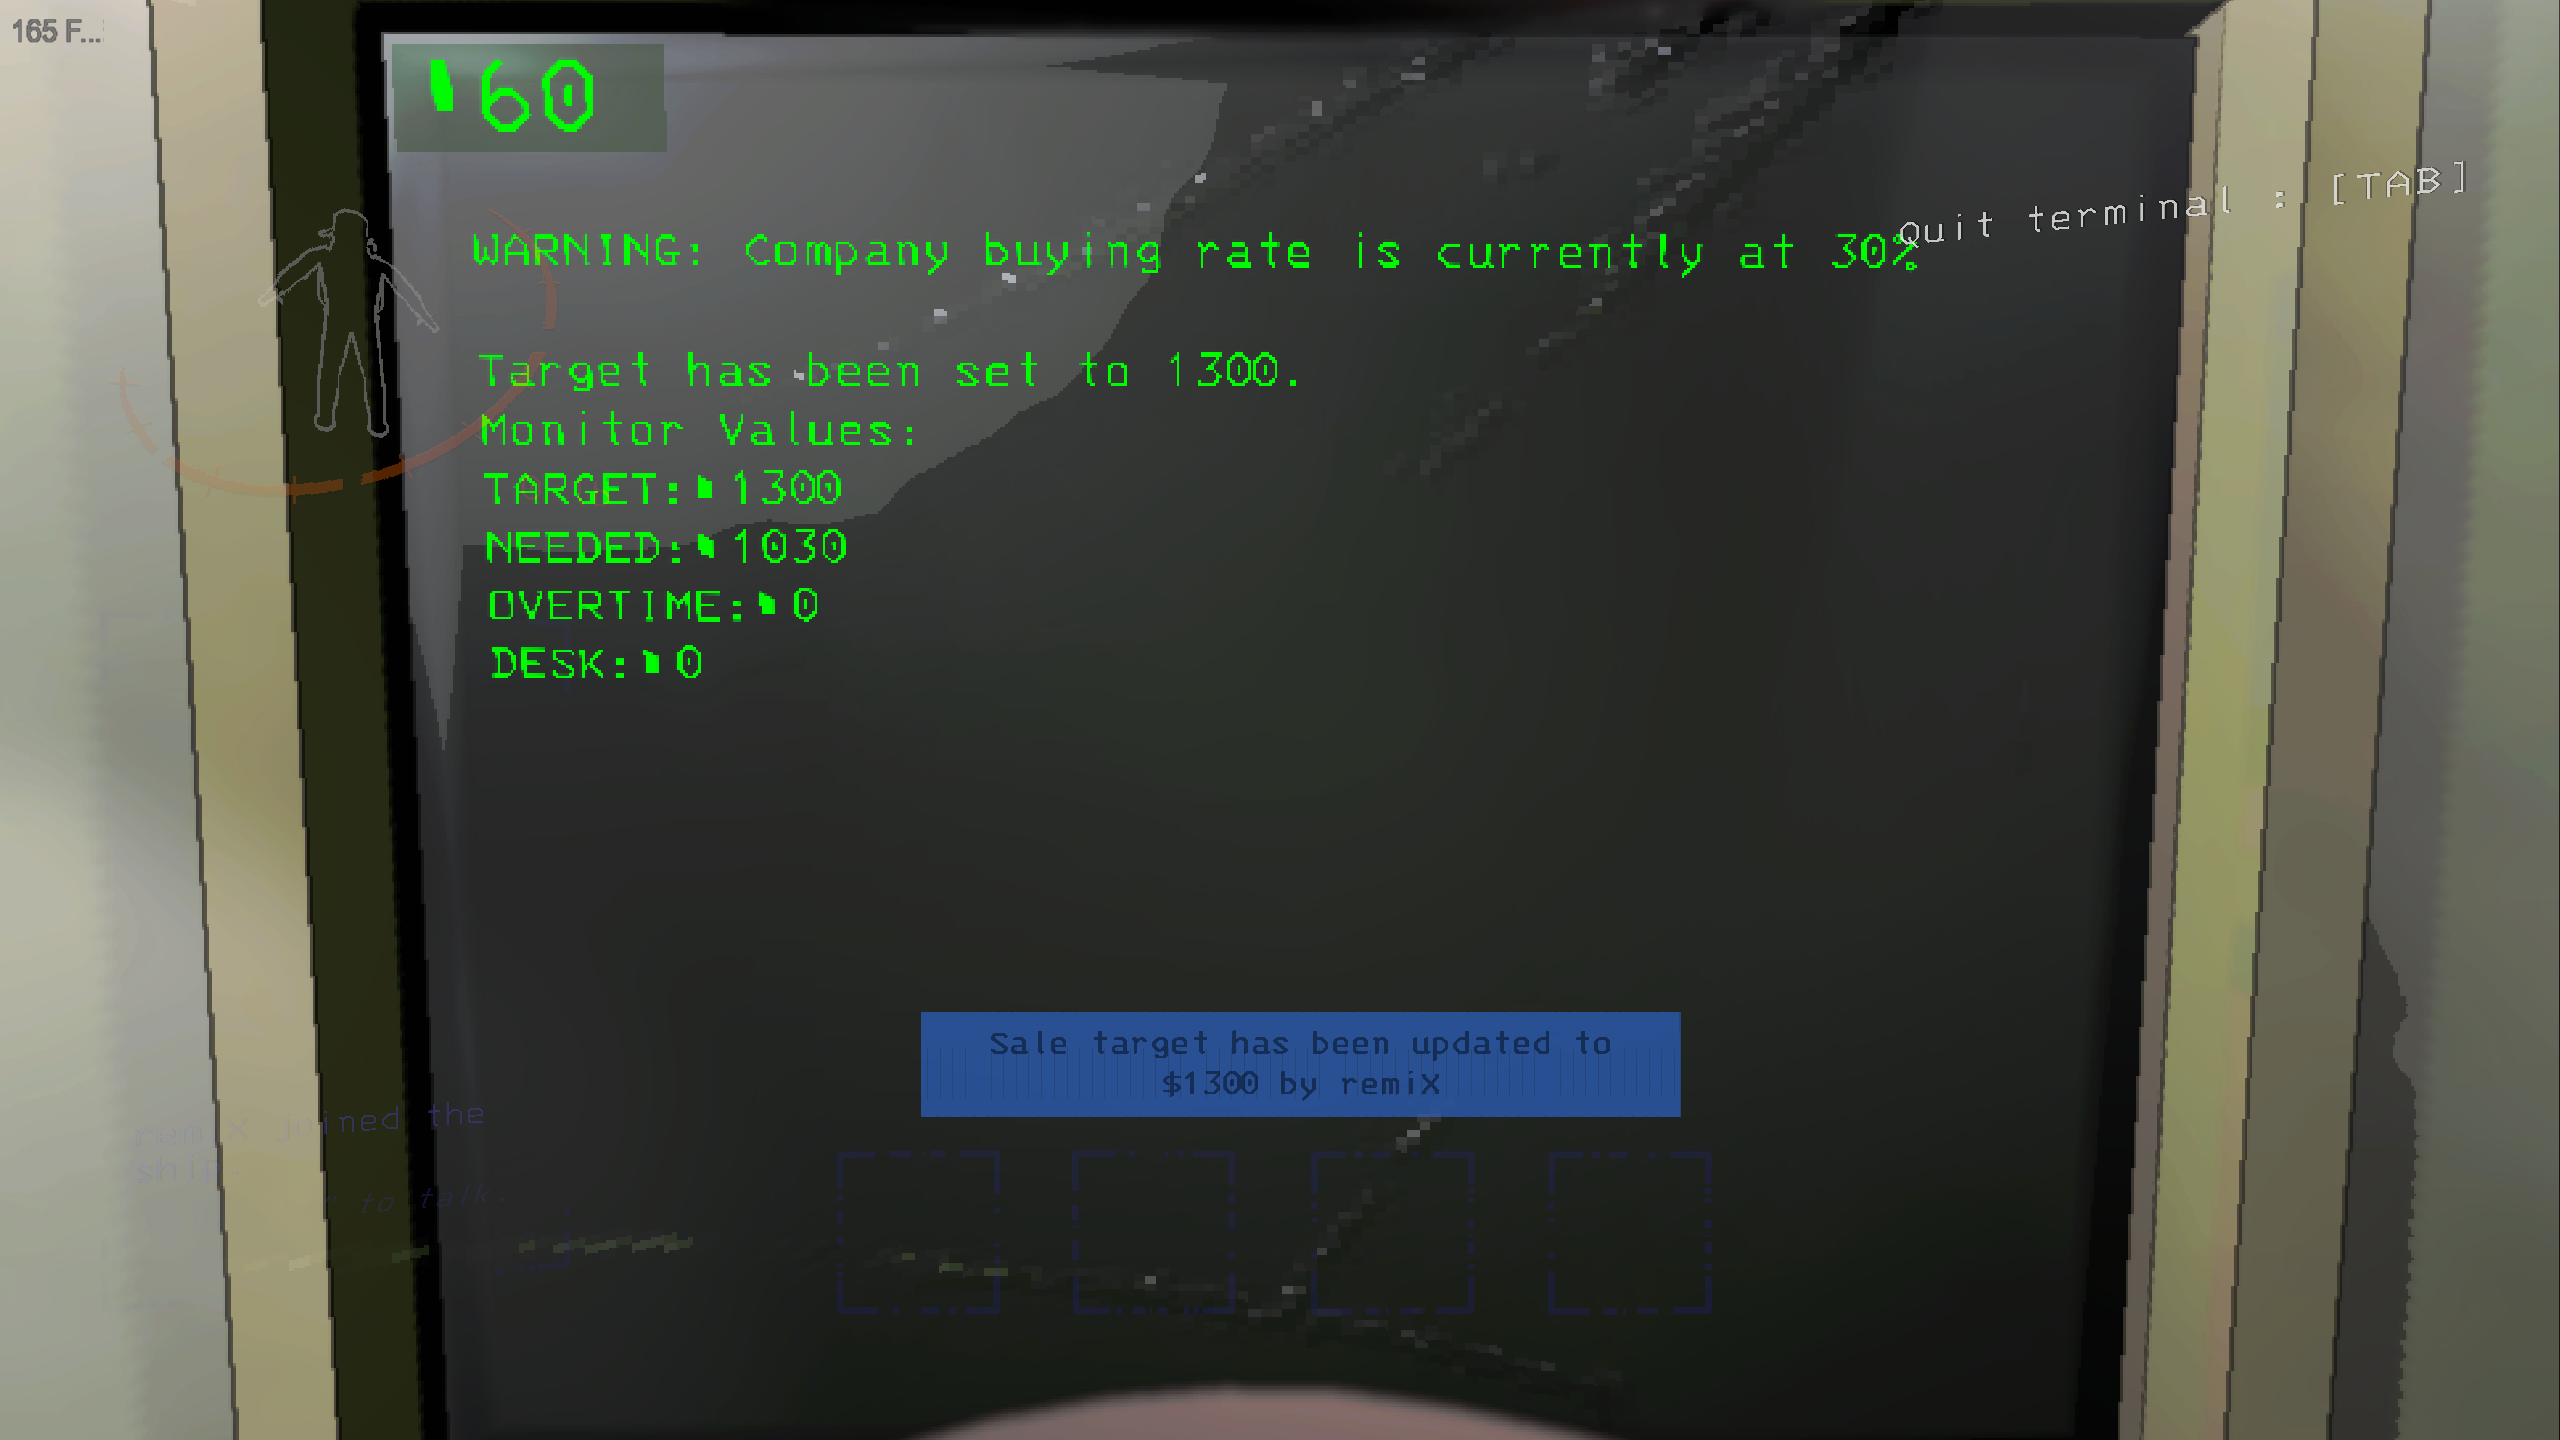 165 F...
60
Quit terminal : [TAB]
WARNING: Company buying rate is currently at 30%
Target has been set to 1300.
Monitor Values:
TARGET: 1300
NEEDED: 1030
OVERTIME: 0
DESK: 0
Sale target has been updated to
$1300 by remiX
remiX joined the
ship.
" to talk.